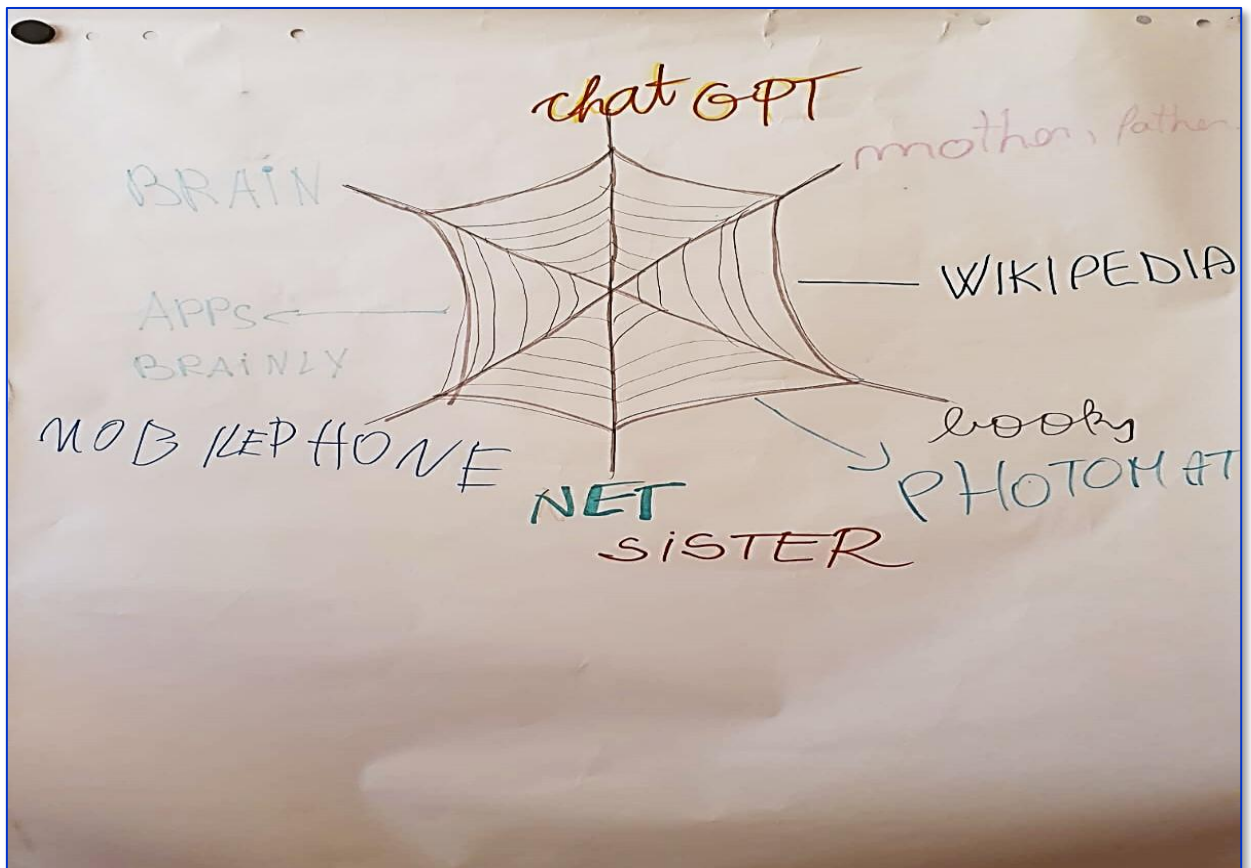 chat GPT
mother, father
BRAIN
WIKIPEDIA
APPS
BRAINLY
books
MOBILEPHONE
PHOTOMAT
NET
SISTER